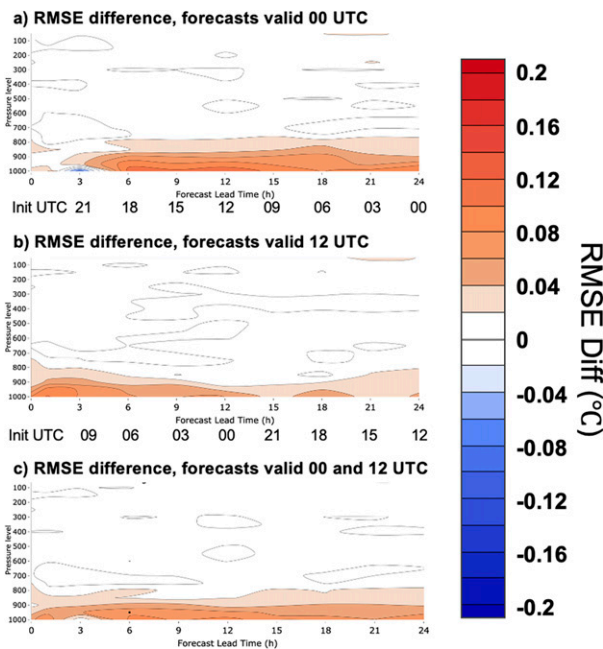 a) RMSE difference, forecasts valid 00 UTC
Pressure level
100
200
300
400
500
600
700
800
900
1000
0 3 6 9 12 15 18 21 24
Forecast Lead Time (h)
Init UTC 21 18 15 12 09 06 03 00
b) RMSE difference, forecasts valid 12 UTC
Pressure level
100
200
300
400
500
600
700
800
900
1000
0 3 6 9 12 15 18 21 24
Forecast Lead Time (h)
Init UTC 09 06 03 00 21 18 15 12
c) RMSE difference, forecasts valid 00 and 12 UTC
Pressure level
100
200
300
400
500
600
700
800
900
1000
0 3 6 9 12 15 18 21 24
Forecast Lead Time (h)
0.2
0.16
0.12
0.08
0.04
0
-0.04
-0.08
-0.12
-0.16
-0.2
RMSE Diff (°C)